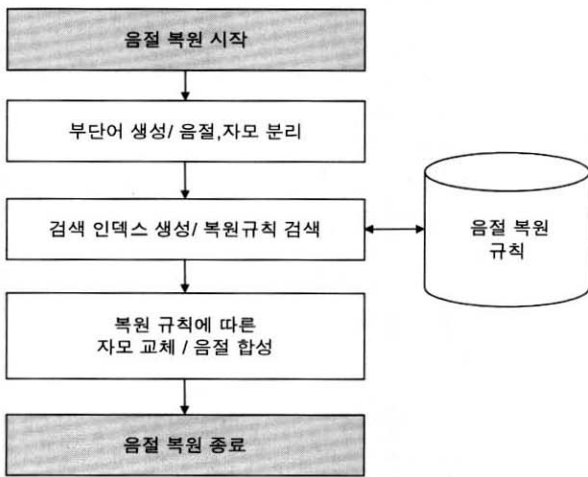 음절 복원 시작
부단어 생성/ 음절,자모 분리
검색 인덱스 생성/ 복원규칙 검색
음절 복원
규칙
복원 규칙에 따른
자모 교체 / 음절 합성
음절 복원 종료